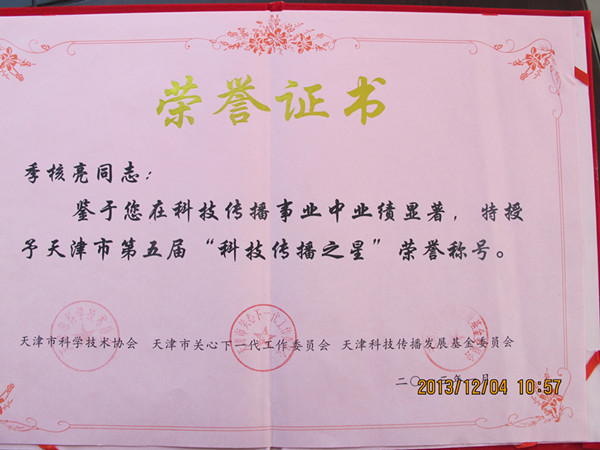 荣誉证书
季核亮同志：
鉴于您在科技传播事业中业绩显著，特授
予天津市第五届“科技传播之星”荣誉称号。
天津市科学技术协会 天津市关心下一代工作委员会 天津科技传播发展基金委员会
二〇 年 月
2013/12/04 10:57